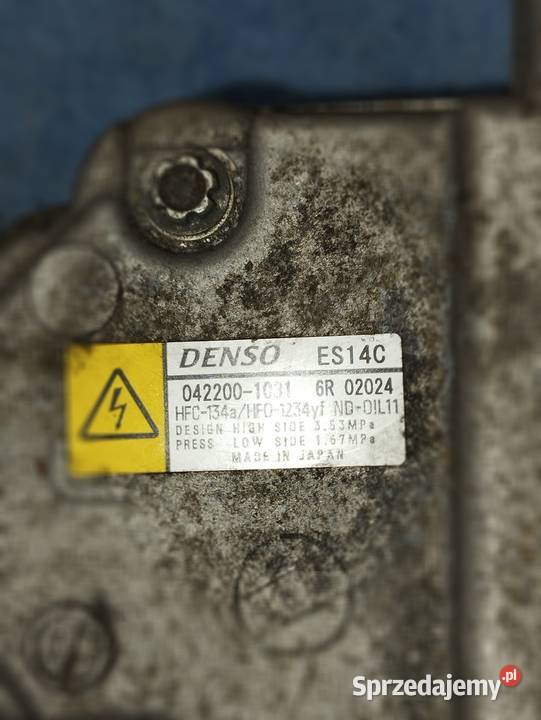 DENSO ES14C
042200-1031 6R 02024
HFC-134a/HFO-1234yf ND-OIL11
DESIGN HIGH SIDE 3.53MPa
PRESS. LOW SIDE 1.67MPa
MADE IN JAPAN
Sprzedajemy.pl